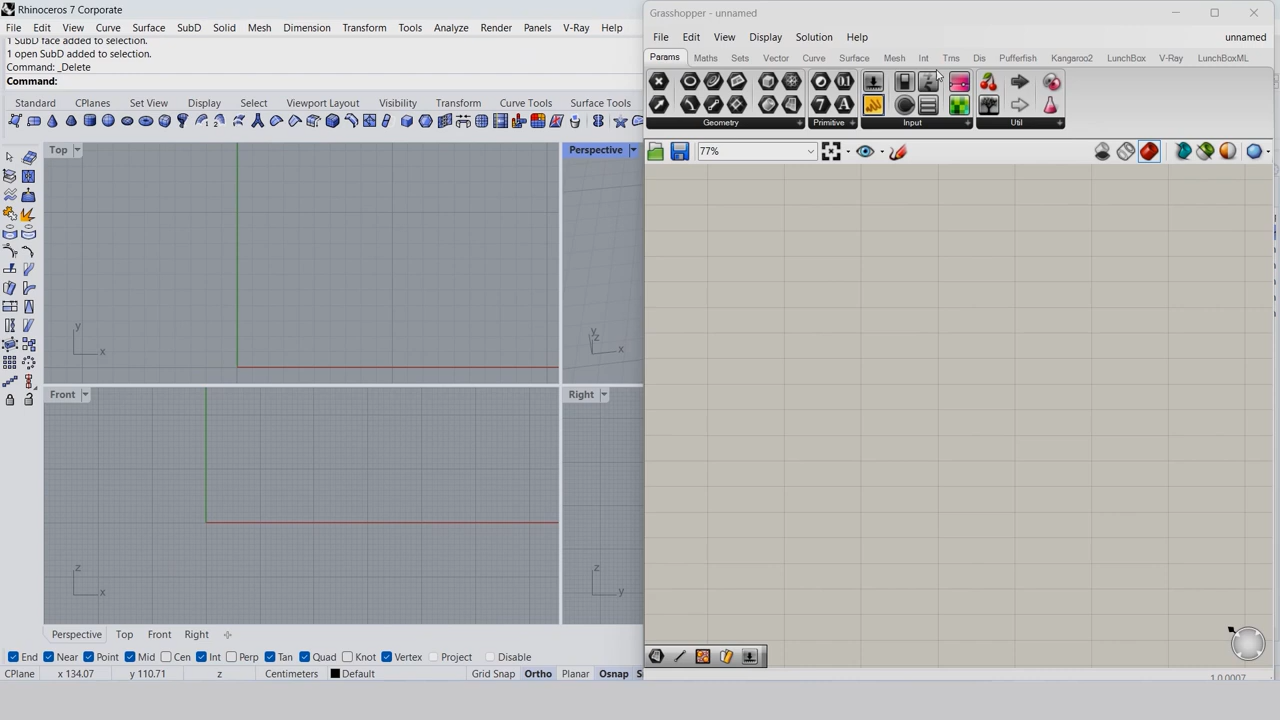 Rhinoceros 7 Corporate
File Edit View Curve Surface SubD Solid Mesh Dimension Transform Tools Analyze Render Panels V-Ray Help
1 SubD face added to selection.
1 open SubD added to selection.
Command: _Delete
Command:
Standard CPlanes Set View Display Select Viewport Layout Visibility Transform Curve Tools Surface
Top
Perspective
y
x
y
z
x
Front
Right
z
x
z
y
Perspective Top Front Right
End Near Point Mid Cen Int Perp Tan Quad Knot Vertex Project Disable
CPlane x 134.07 y 110.71 z Centimeters Default Grid Snap Ortho Planar Osnap
Grasshopper - unnamed
File Edit View Display Solution Help unnamed
Params Maths Sets Vector Curve Surface Mesh Int Trns Dis Pufferfish Kangaroo2 LunchBox V-Ray LunchBoxML
Geometry Primitive Input Util
77%
1.0.0007